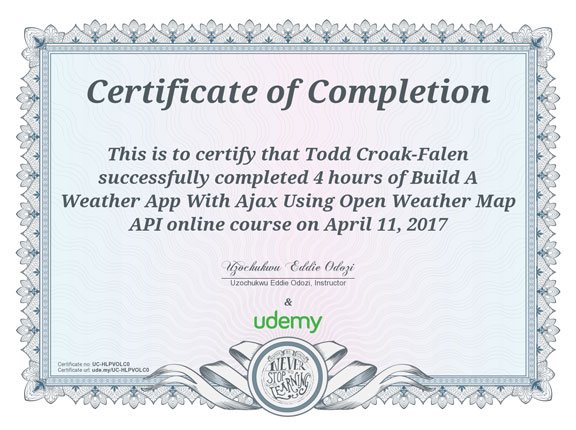 Certificate of Completion
This is to certify that Todd Croak-Falen
successfully completed 4 hours of Build A
Weather App With Ajax Using Open Weather Map
API online course on April 11, 2017
Uzochukwu Eddie Odozi
Uzochukwu Eddie Odozi, Instructor
&
udemy
Certificate no: UC-HLPVOLC0
Certificate url: ude.my/UC-HLPVOLC0
NEVER
STOP
LEARNING